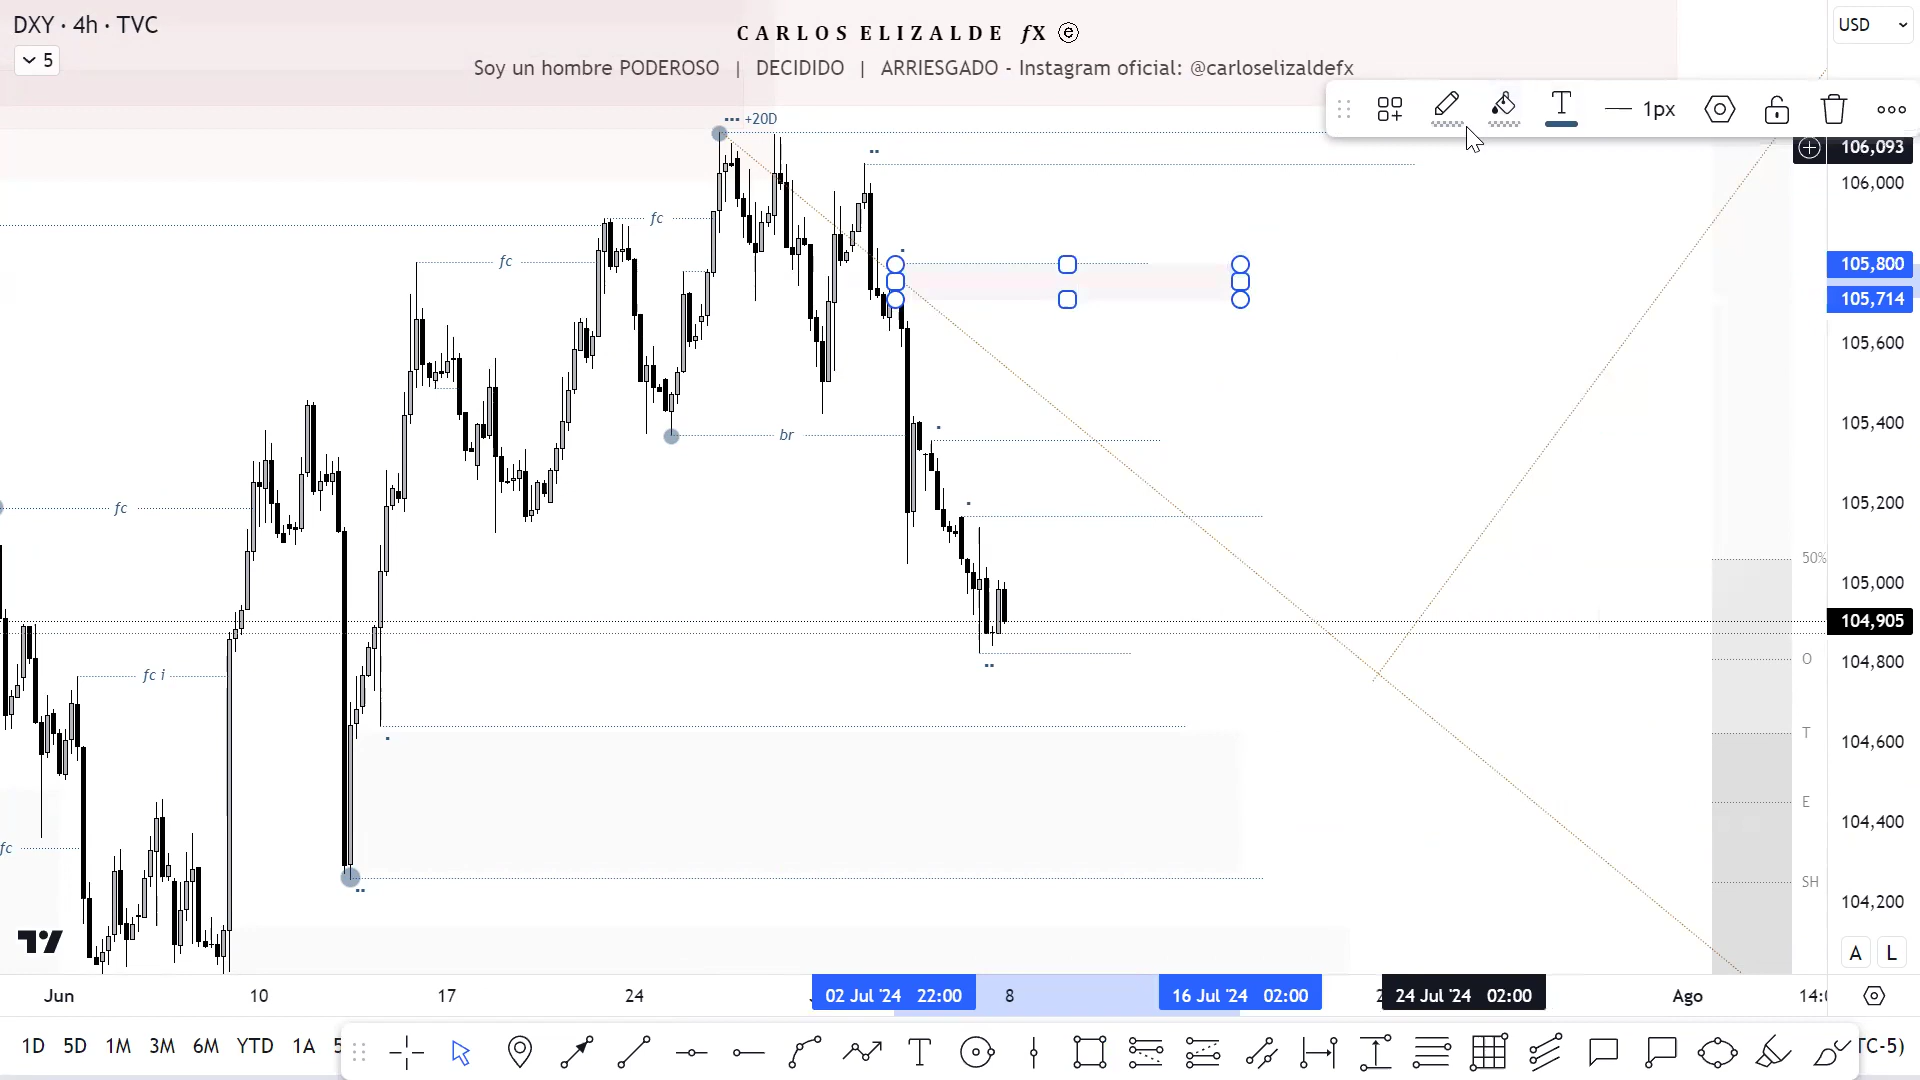 DXY · 4h · TVC
5
CARLOS ELIZALDE ƒX ⓔ
Soy un hombre PODEROSO | DECIDIDO | ARRIESGADO - Instagram oficial: @carloselizaldefx
USD
1px
+20D
106,093
106,000
105,800
105,714
105,600
105,400
105,200
105,000
104,905
104,800
104,600
104,400
104,200
fc
fc
br
fc
fc i
fc
50%
O
T
E
SH
A L
Jun 10 17 24 02 Jul '24 22:00 8 16 Jul '24 02:00 24 Jul '24 02:00 Ago
1D 5D 1M 3M 6M YTD 1A